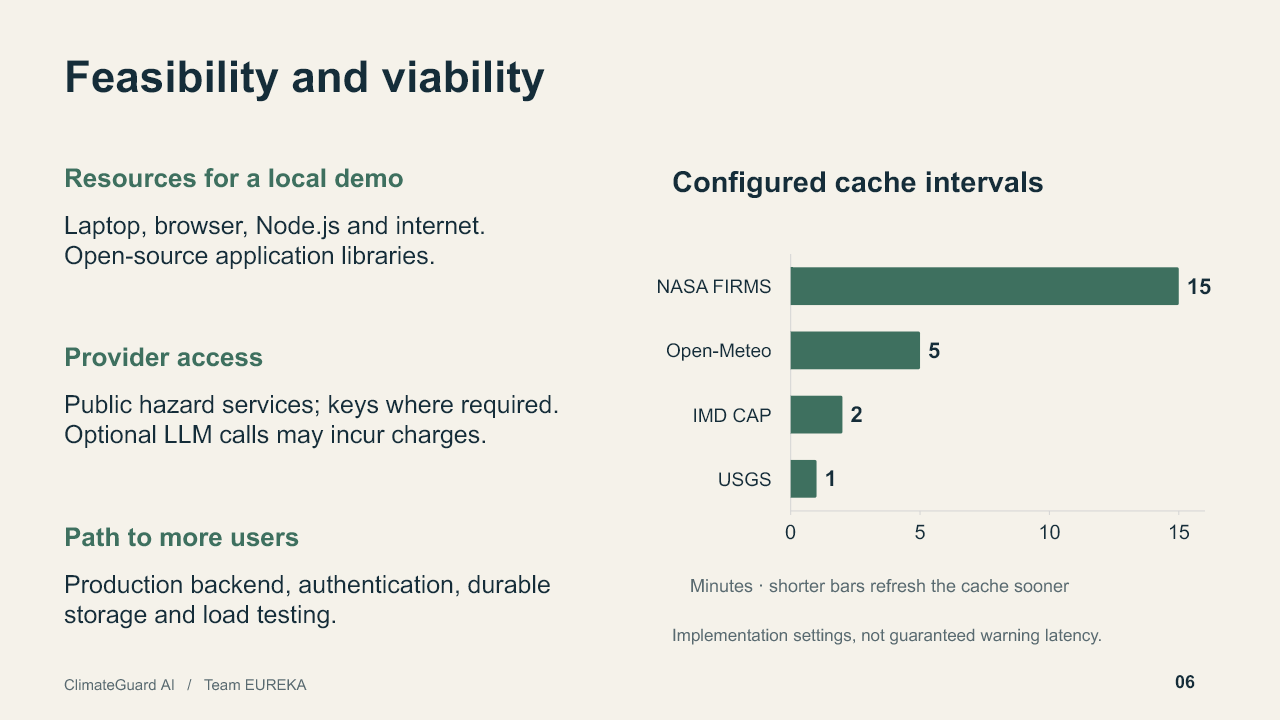 Feasibility and viability
Resources for a local demo
Laptop, browser, Node.js and internet.
Open-source application libraries.
Provider access
Public hazard services; keys where required.
Optional LLM calls may incur charges.
Path to more users
Production backend, authentication, durable
storage and load testing.
Configured cache intervals
NASA FIRMS 15
Open-Meteo 5
IMD CAP 2
USGS 1
0 5 10 15
Minutes · shorter bars refresh the cache sooner
Implementation settings, not guaranteed warning latency.
ClimateGuard AI / Team EUREKA
06